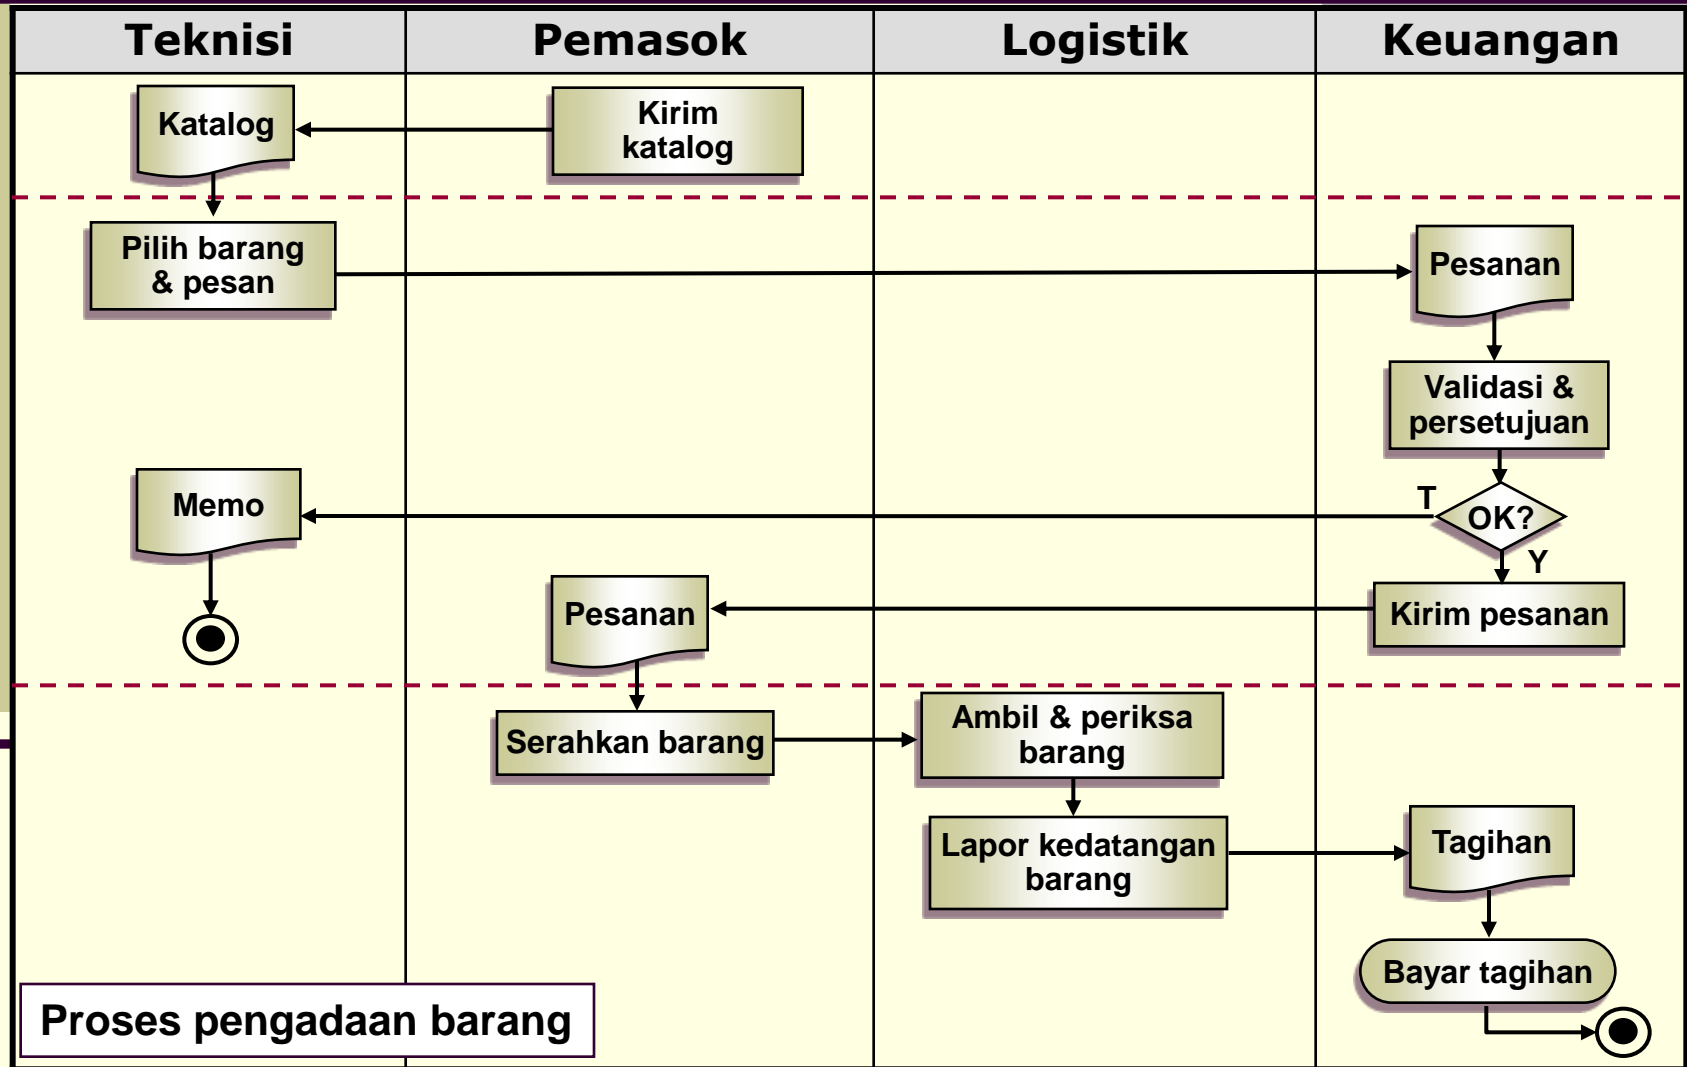 Teknisi
Pemasok
Logistik
Keuangan
Katalog
Kirim
katalog
Pilih barang
& pesan
Pesanan
Validasi &
persetujuan
Memo
T
OK?
Y
Pesanan
Kirim pesanan
Serahkan barang
Ambil & periksa
barang
Lapor kedatangan
barang
Tagihan
Bayar tagihan
Proses pengadaan barang